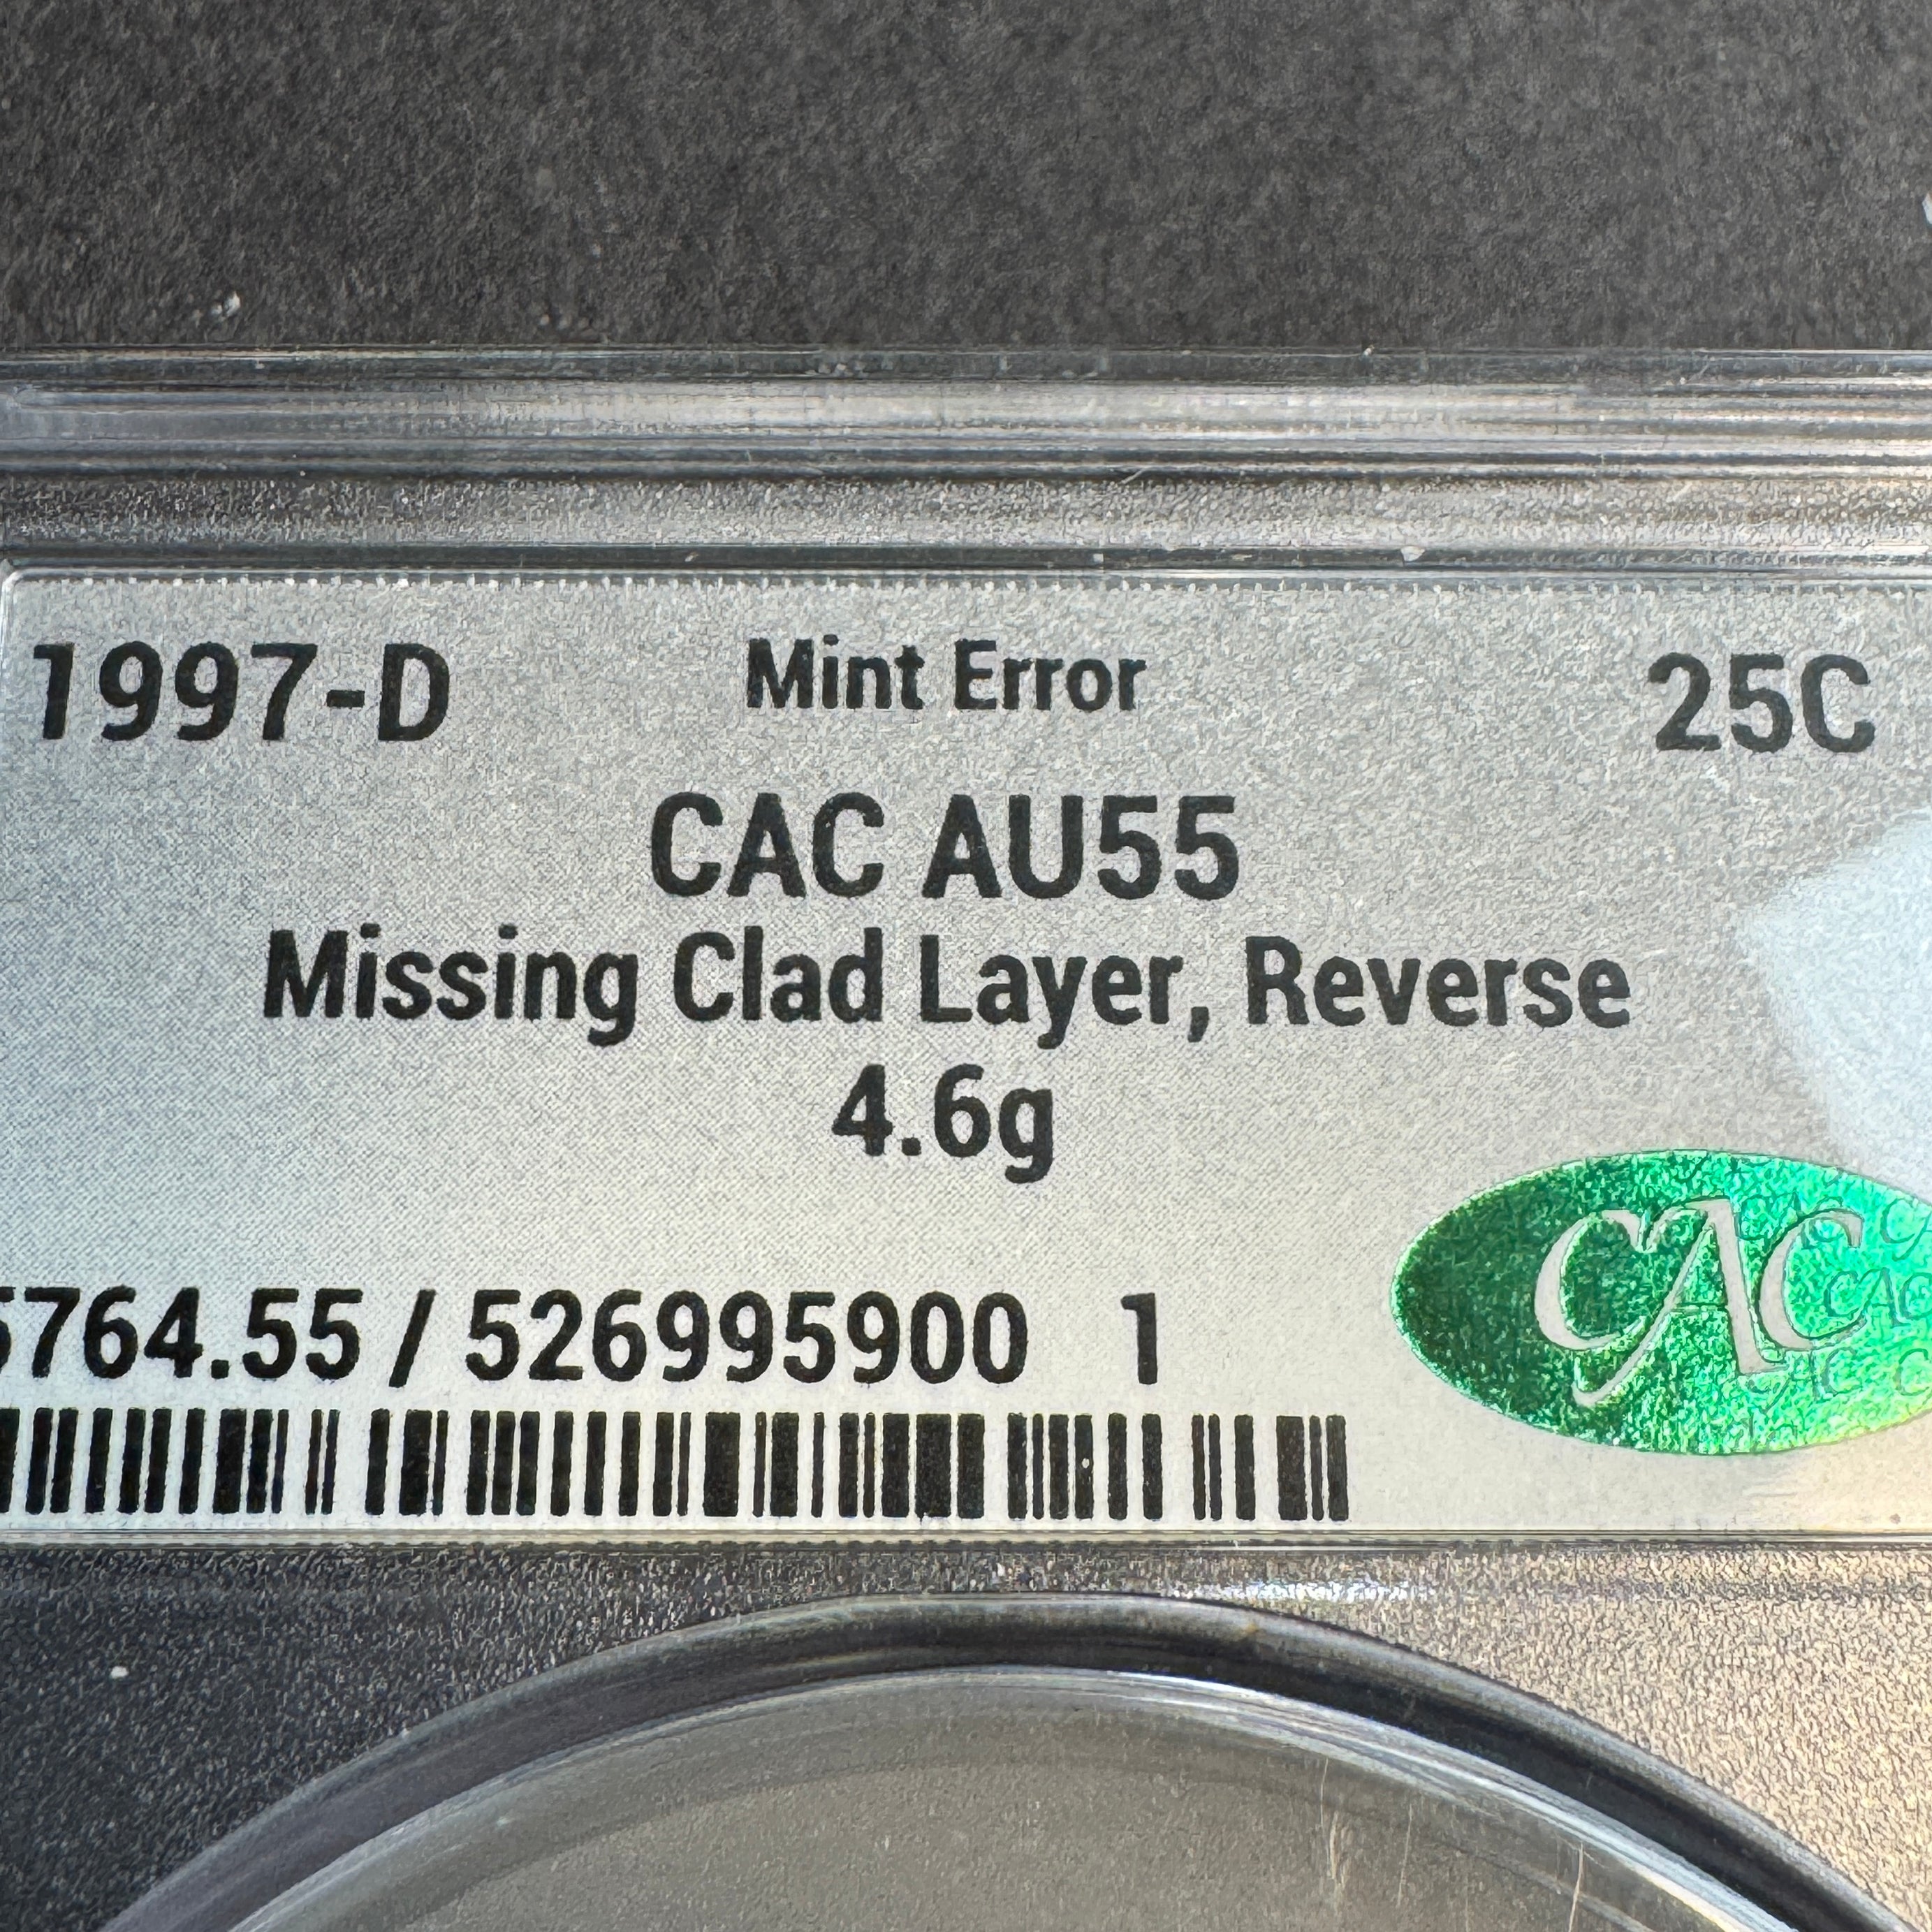 1997-D Mint Error 25C
CAC AU55
Missing Clad Layer, Reverse
4.6g
5764.55 / 526995900 1
CAC